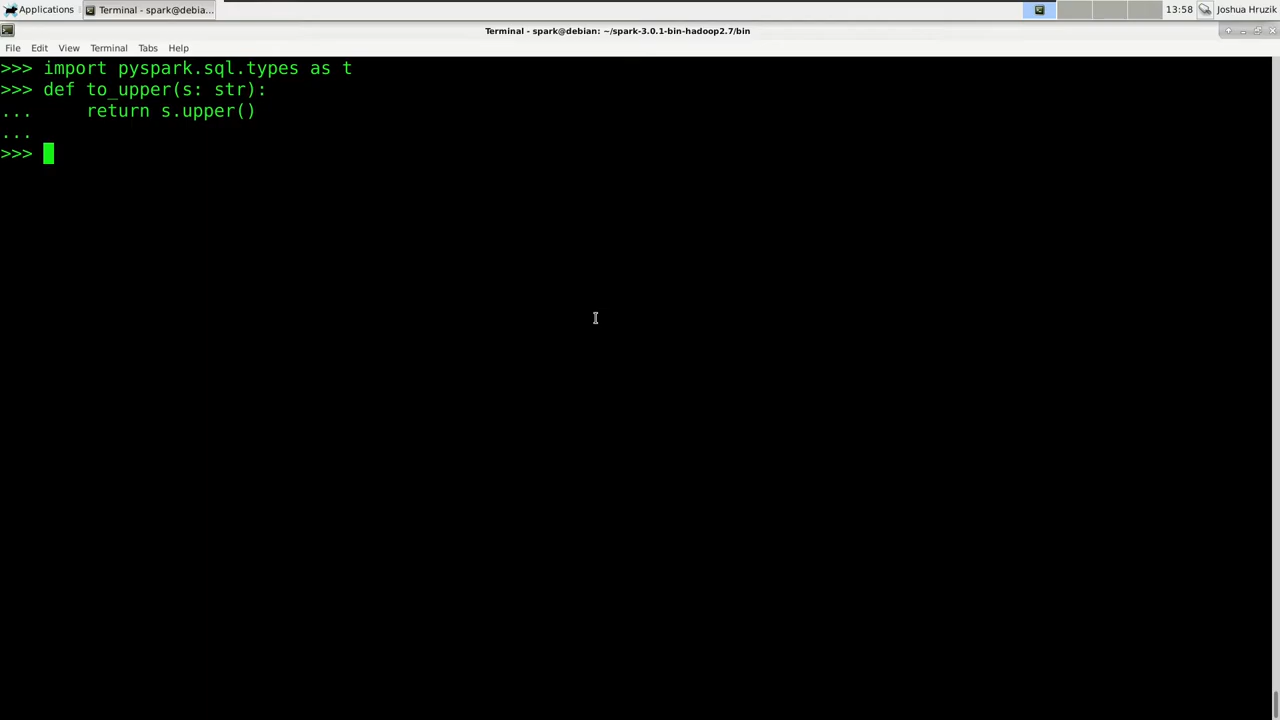 Applications Terminal - spark@debia... 13:58 Joshua Hruzik
Terminal - spark@debian: ~/spark-3.0.1-bin-hadoop2.7/bin
File Edit View Terminal Tabs Help
>>> import pyspark.sql.types as t
>>> def to_upper(s: str):
...     return s.upper()
...
>>>